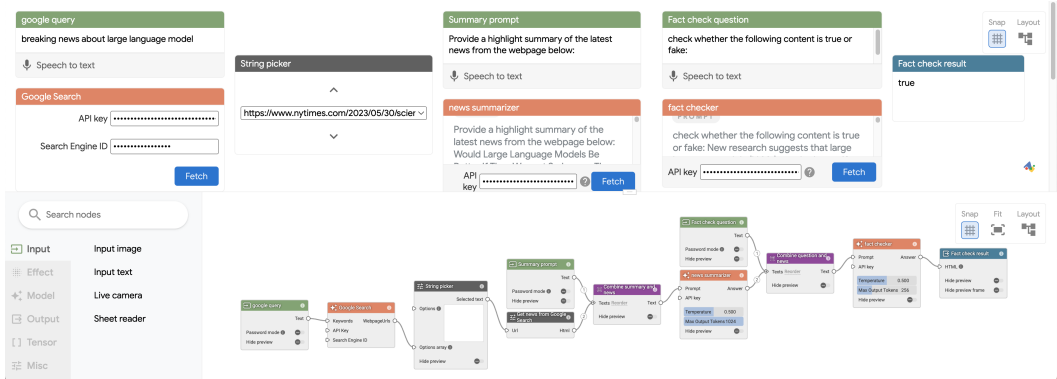 google query
breaking news about large language model
Speech to text
Google Search
API key
Search Engine ID
Fetch
String picker
https://www.nytimes.com/2023/05/30/scier
Summary prompt
Provide a highlight summary of the latest
news from the webpage below:
Speech to text
news summarizer
Provide a highlight summary of the
latest news from the webpage below:
Would Large Language Models Be
API
key
Fetch
Fact check question
check whether the following content is true or
fake:
Speech to text
fact checker
PROMPT
check whether the following content is true
or fake: New research suggests that large
API key
Fetch
Fact check result
true
Snap Layout
Search nodes
Input
Effect
Model
Output
Tensor
Misc
Input image
Input text
Live camera
Sheet reader
google query
Text
Password mode
Hide preview
Google Search
Keywords WebpageUrls
API Key
Search Engine ID
String picker
Selected text
Options
Options array
Hide preview
Summary prompt
Text
Password mode
Hide preview
Get news from Google
Search
Url Html
Combine summary and
news
Texts Reorder Text
Hide preview
Fact check question
Text
Password mode
Hide preview
news summarizer
Prompt Answer
API Key
Temperature 0.500
Max Output Tokens 1024
Hide preview
Combine question and
news
Texts Reorder Text
Hide preview
fact checker
Prompt Answer
API Key
Temperature 0.500
Max Output Tokens 256
Hide preview
Fact check result
HTML
Hide preview
Hide preview frame
Snap Fit Layout